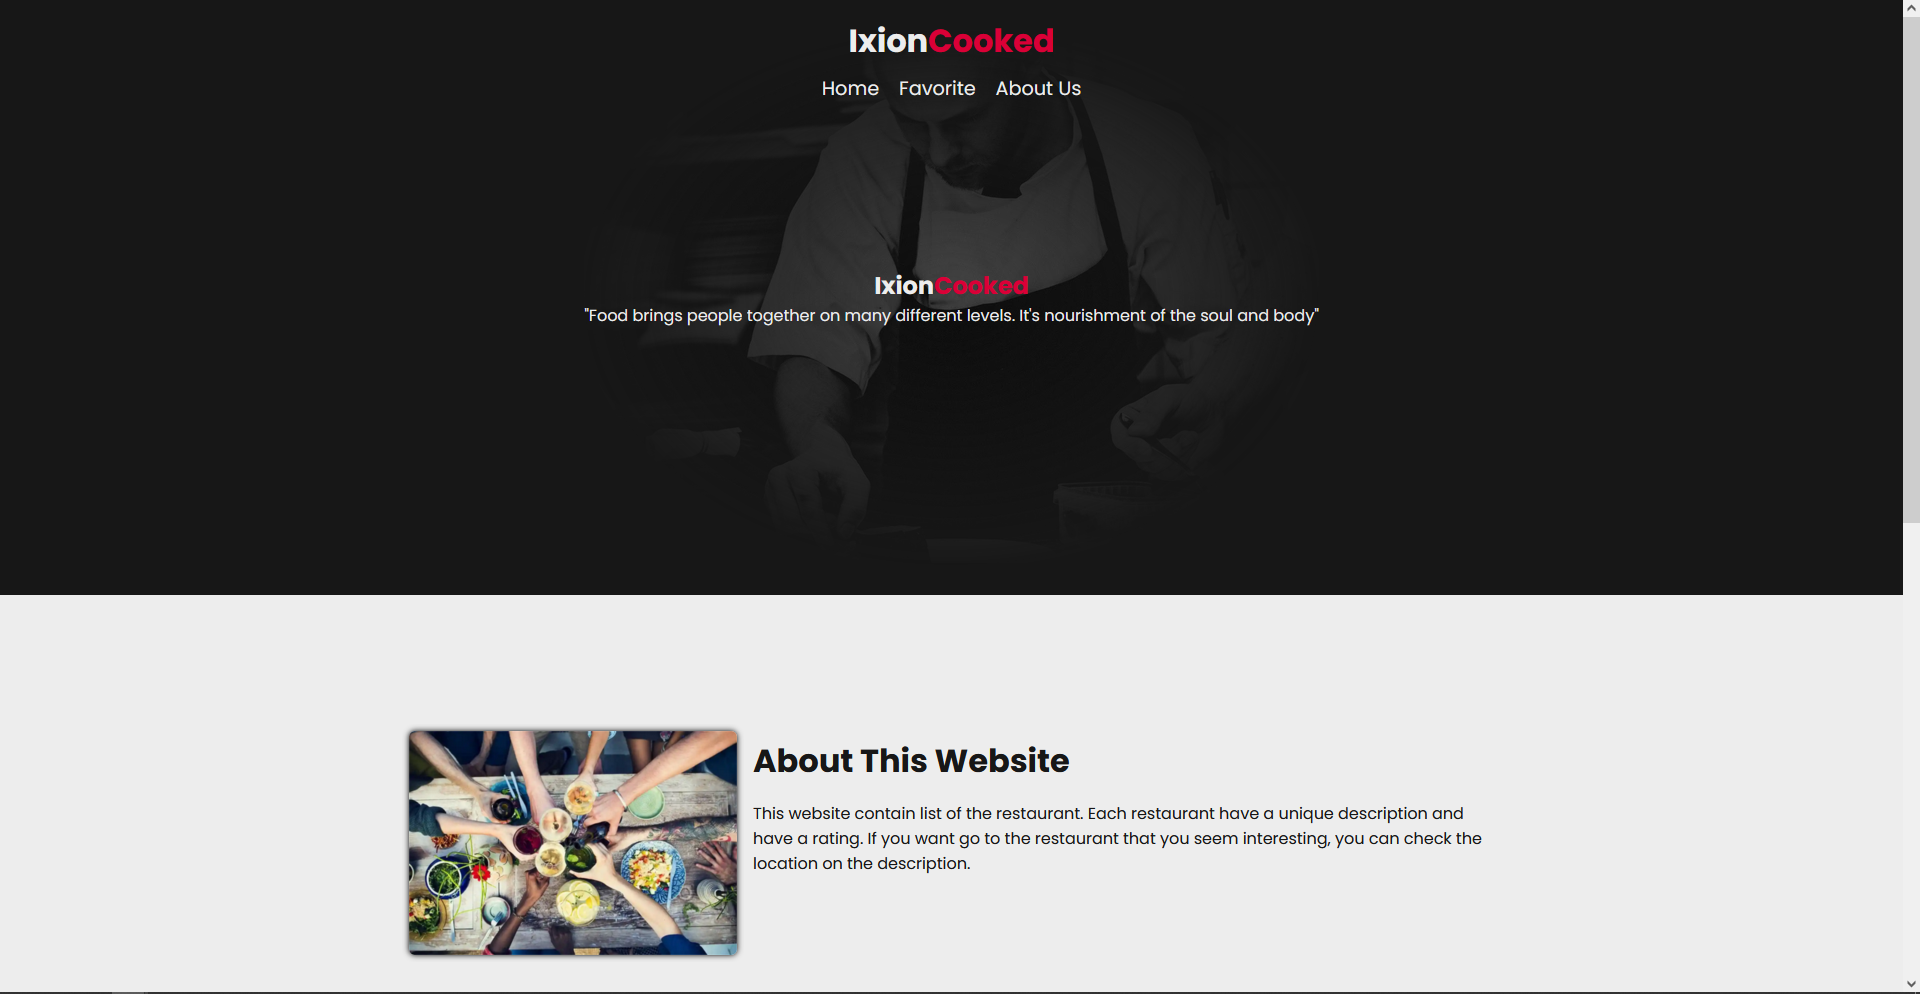 IxionCooked
Home Favorite About Us
IxionCooked
"Food brings people together on many different levels. It's nourishment of the soul and body"
About This Website
This website contain list of the restaurant. Each restaurant have a unique description and
have a rating. If you want go to the restaurant that you seem interesting, you can check the
location on the description.